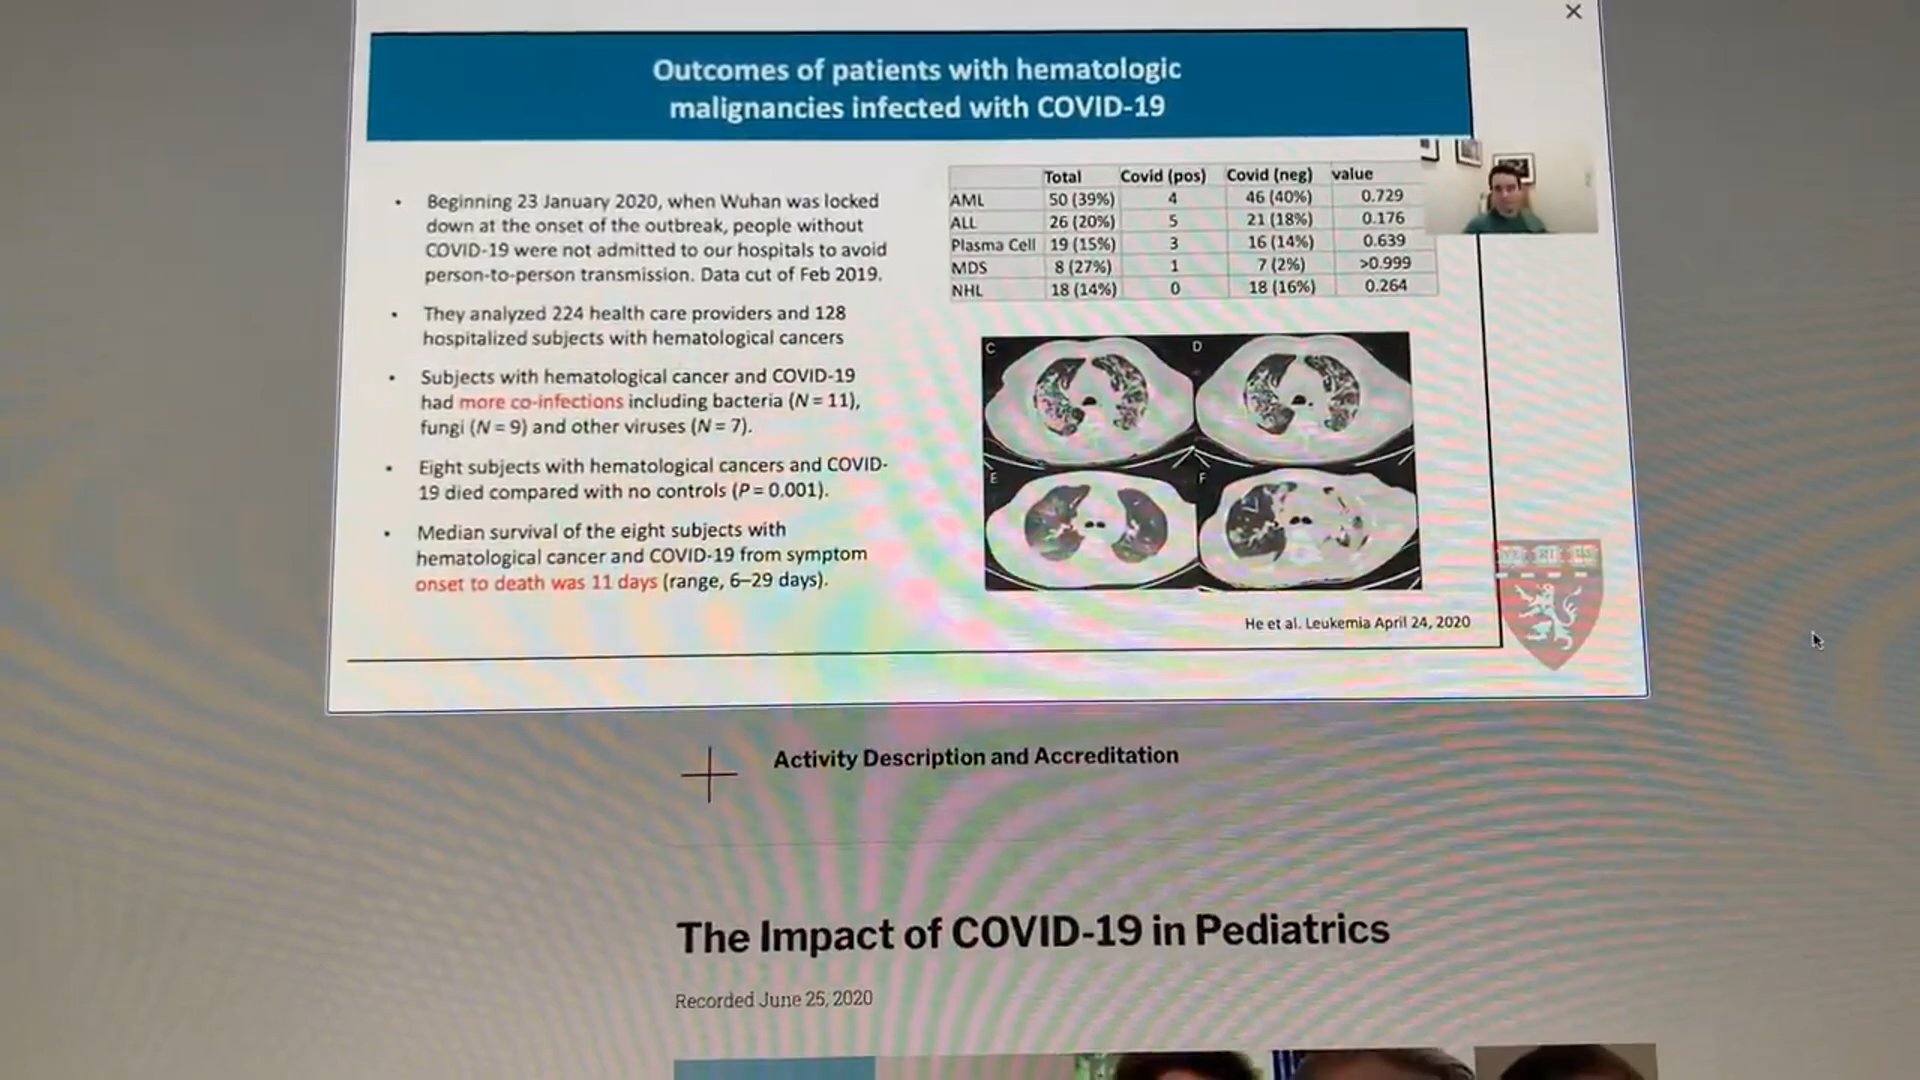 Outcomes of patients with hematologic
malignancies infected with COVID-19
• Beginning 23 January 2020, when Wuhan was locked
down at the onset of the outbreak, people without
COVID-19 were not admitted to our hospitals to avoid
person-to-person transmission. Data cut of Feb 2019.
• They analyzed 224 health care providers and 128
hospitalized subjects with hematological cancers
• Subjects with hematological cancer and COVID-19
had more co-infections including bacteria (N = 11),
fungi (N = 9) and other viruses (N = 7).
• Eight subjects with hematological cancers and COVID-
19 died compared with no controls (P = 0.001).
• Median survival of the eight subjects with
hematological cancer and COVID-19 from symptom
onset to death was 11 days (range, 6–29 days).
Total Covid (pos) Covid (neg) value
AML 50 (39%) 4 46 (40%) 0.729
ALL 26 (20%) 5 21 (18%) 0.176
Plasma Cell 19 (15%) 3 16 (14%) 0.639
MDS 8 (27%) 1 7 (2%) >0.999
NHL 18 (14%) 0 18 (16%) 0.264
C D
E F
He et al. Leukemia April 24, 2020
Activity Description and Accreditation
The Impact of COVID-19 in Pediatrics
Recorded June 25, 2020